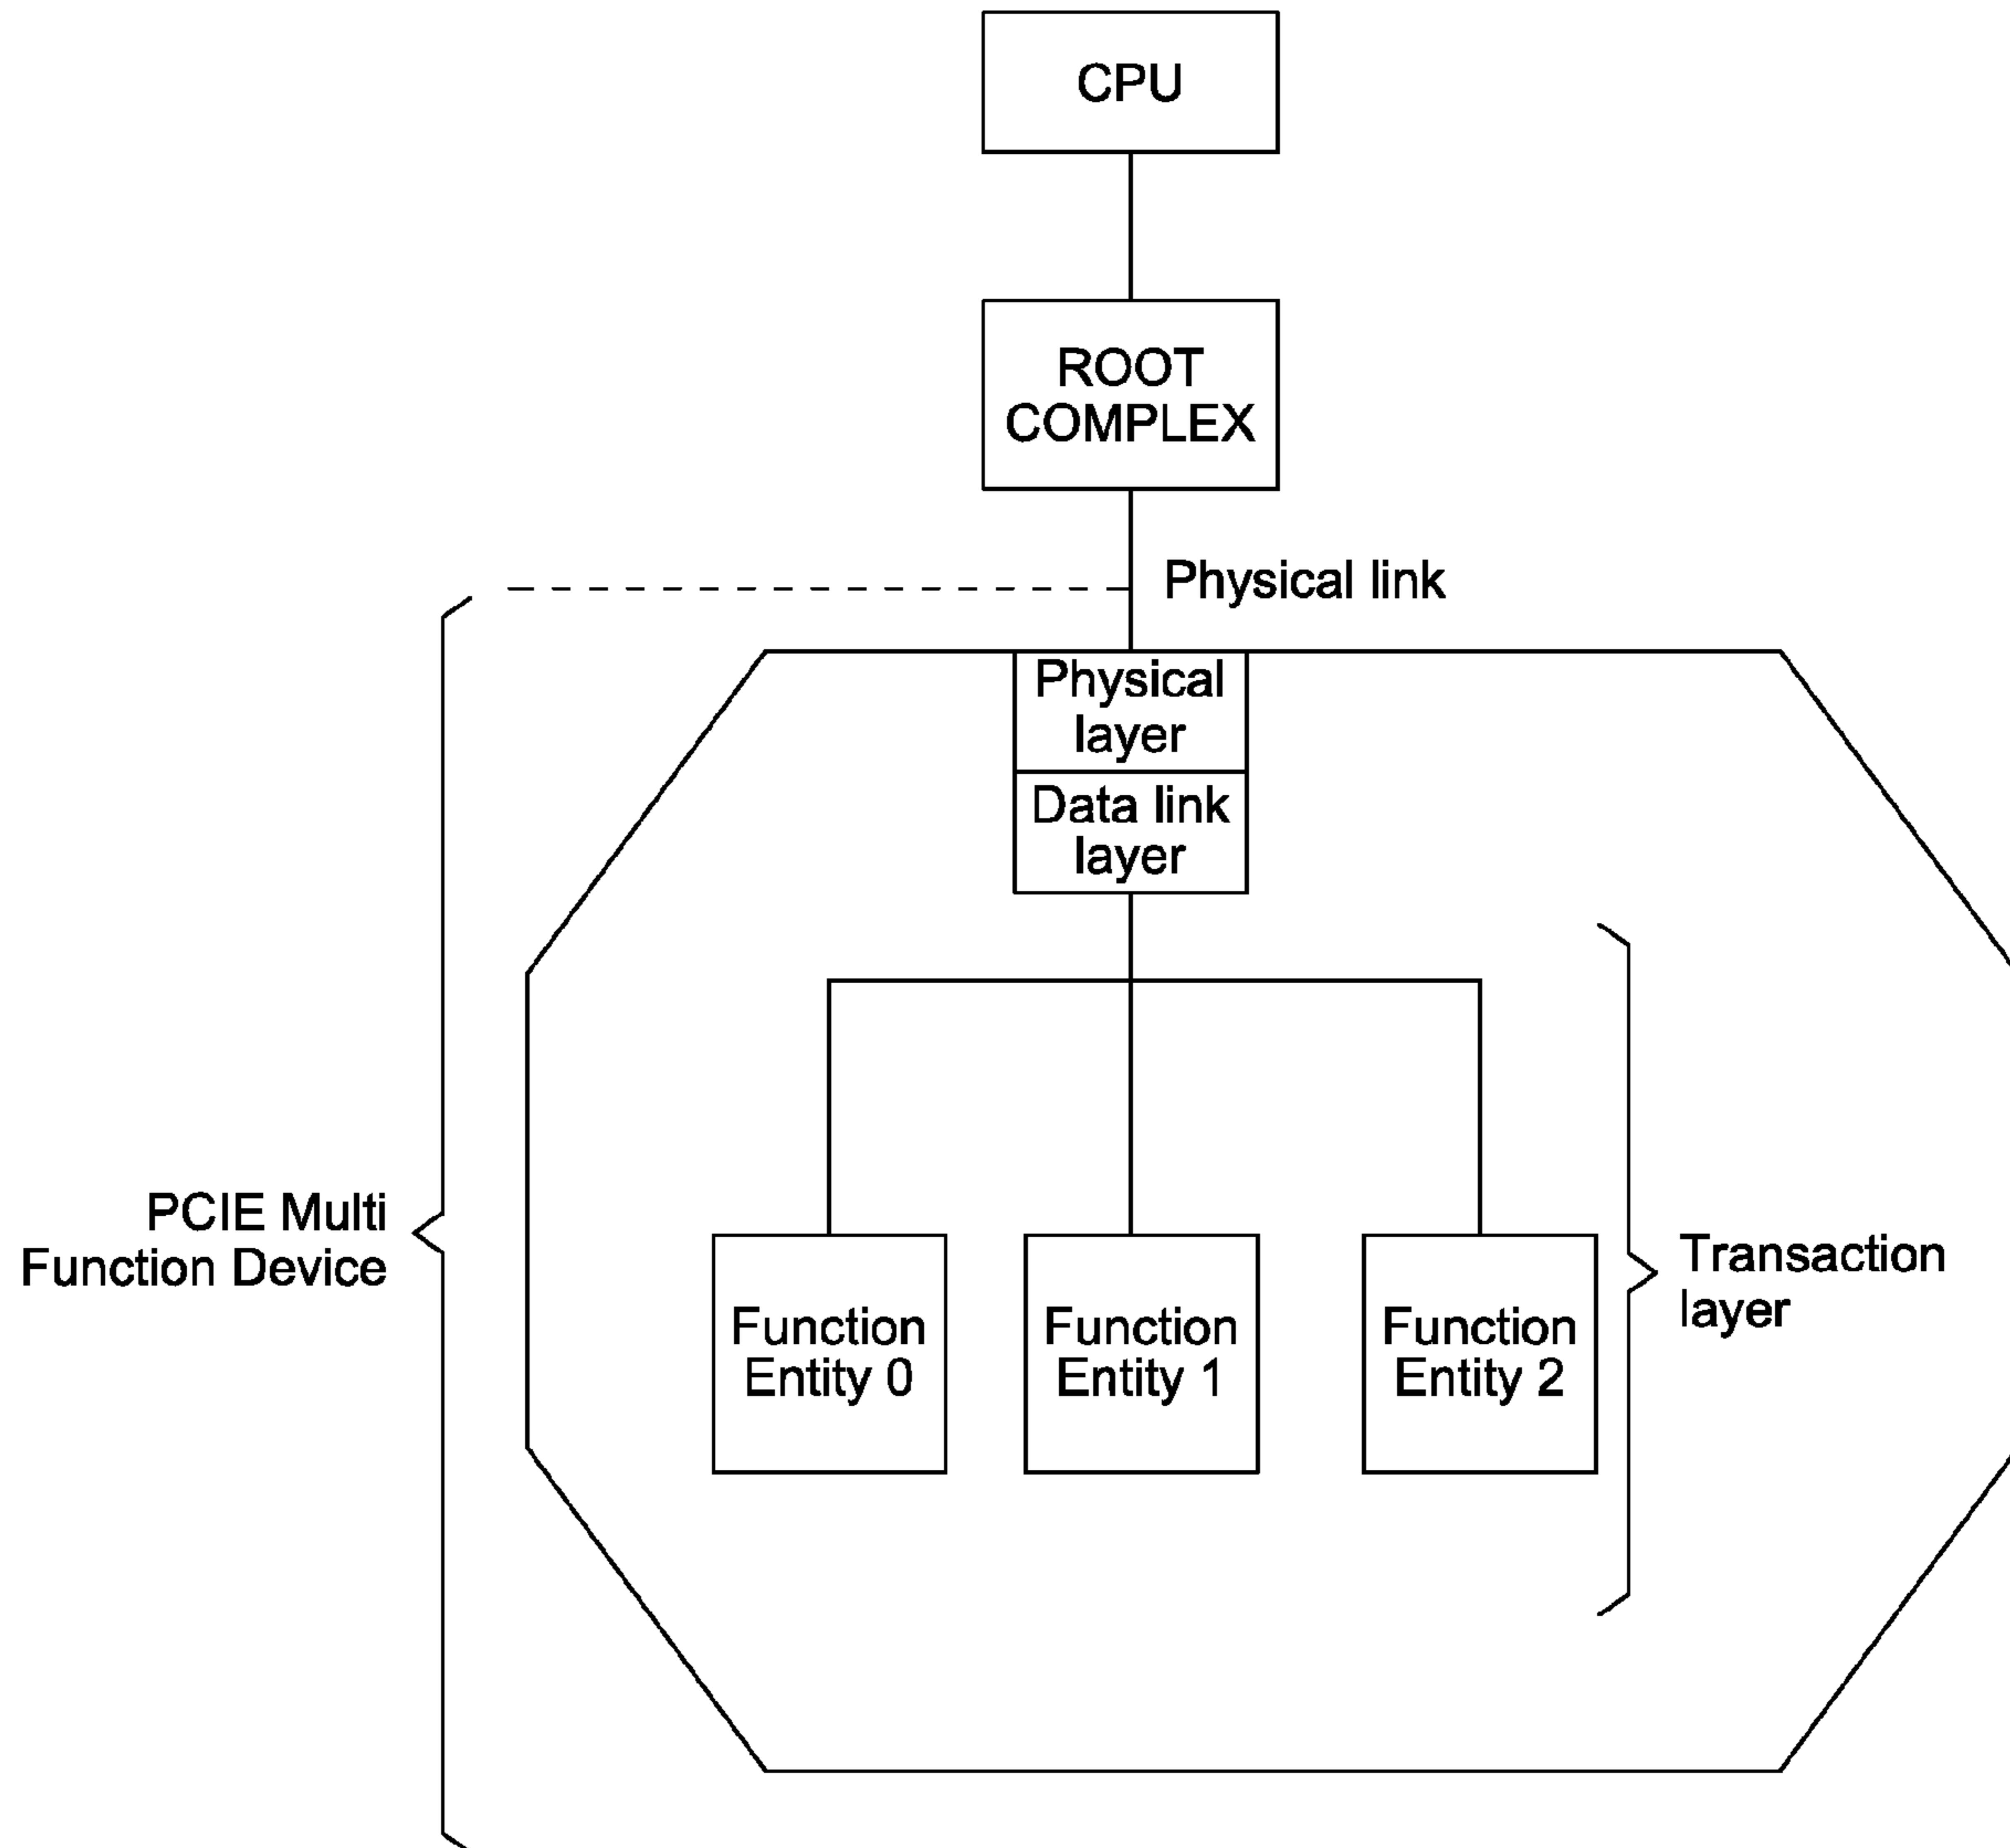 CPU
ROOT
COMPLEX
Physical link
Physical
layer
Data link
layer
PCIE Multi
Function Device
Transaction
layer
Function
Entity 0
Function
Entity 1
Function
Entity 2